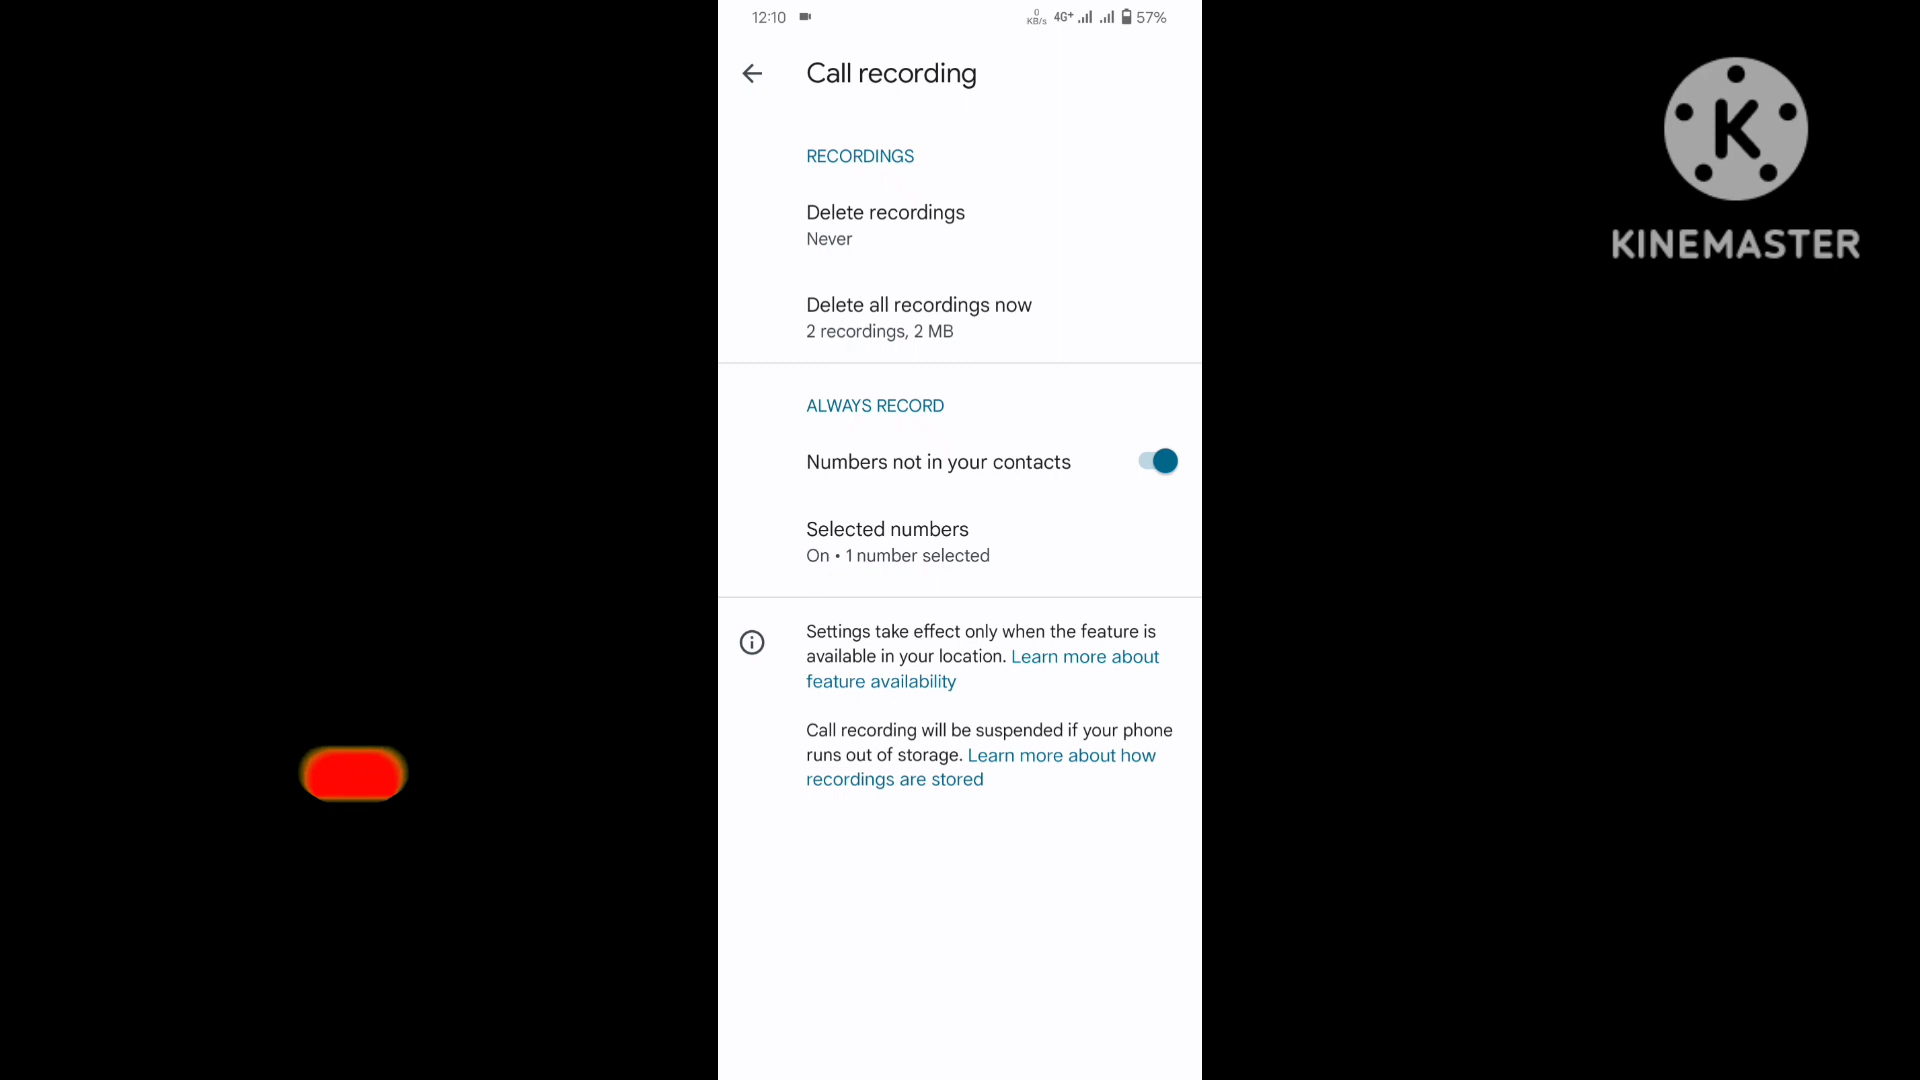 12:10
0 KB/s 4G+ 57%
Call recording
RECORDINGS
Delete recordings
Never
Delete all recordings now
2 recordings, 2 MB
ALWAYS RECORD
Numbers not in your contacts
Selected numbers
On • 1 number selected
Settings take effect only when the feature is
available in your location. Learn more about
feature availability
Call recording will be suspended if your phone
runs out of storage. Learn more about how
recordings are stored
K
KINEMASTER